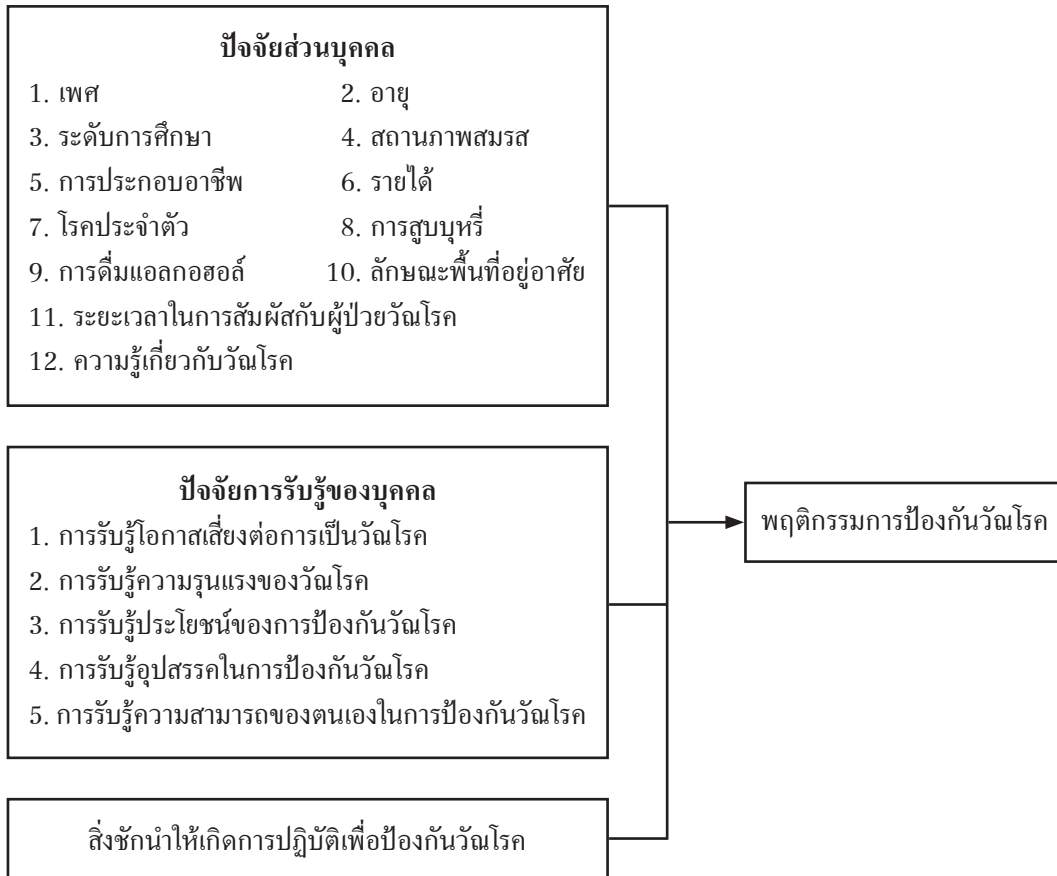 ปัจจัยส่วนบุคคล
1. เพศ 2. อายุ
3. ระดับการศึกษา 4. สถานภาพสมรส
5. การประกอบอาชีพ 6. รายได้
7. โรคประจำตัว 8. การสูบบุหรี่
9. การดื่มแอลกอฮอล์ 10. ลักษณะพื้นที่อยู่อาศัย
11. ระยะเวลาในการสัมผัสกับผู้ป่วยวัณโรค
12. ความรู้เกี่ยวกับวัณโรค
ปัจจัยการรับรู้ของบุคคล
1. การรับรู้โอกาสเสี่ยงต่อการเป็นวัณโรค
2. การรับรู้ความรุนแรงของวัณโรค
3. การรับรู้ประโยชน์ของการป้องกันวัณโรค
4. การรับรู้อุปสรรคในการป้องกันวัณโรค
5. การรับรู้ความสามารถของตนเองในการป้องกันวัณโรค
สิ่งชักนำให้เกิดการปฏิบัติเพื่อป้องกันวัณโรค
พฤติกรรมการป้องกันวัณโรค